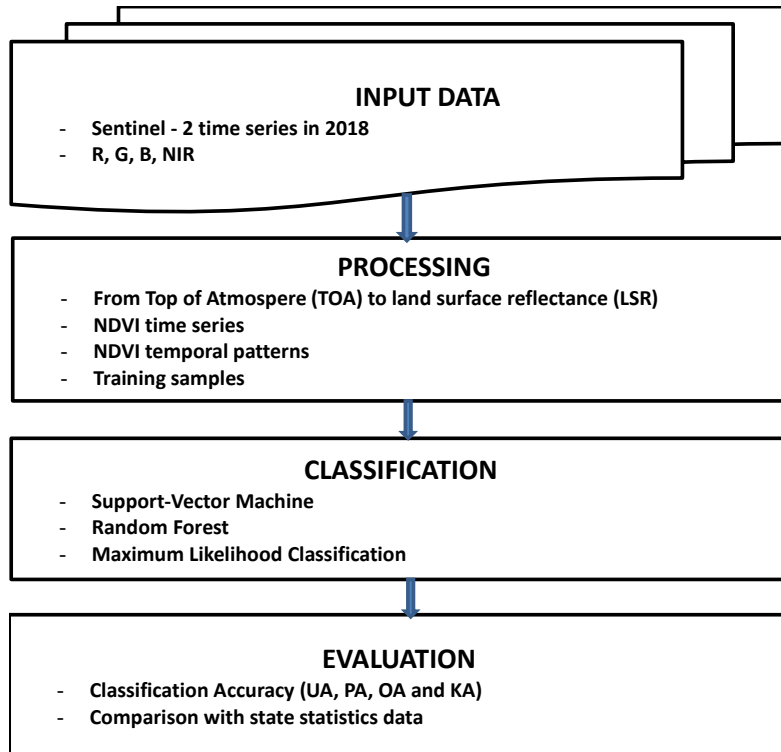 INPUT DATA
- Sentinel - 2 time series in 2018
- R, G, B, NIR
PROCESSING
- From Top of Atmospere (TOA) to land surface reflectance (LSR)
- NDVI time series
- NDVI temporal patterns
- Training samples
CLASSIFICATION
- Support-Vector Machine
- Random Forest
- Maximum Likelihood Classification
EVALUATION
- Classification Accuracy (UA, PA, OA and KA)
- Comparison with state statistics data